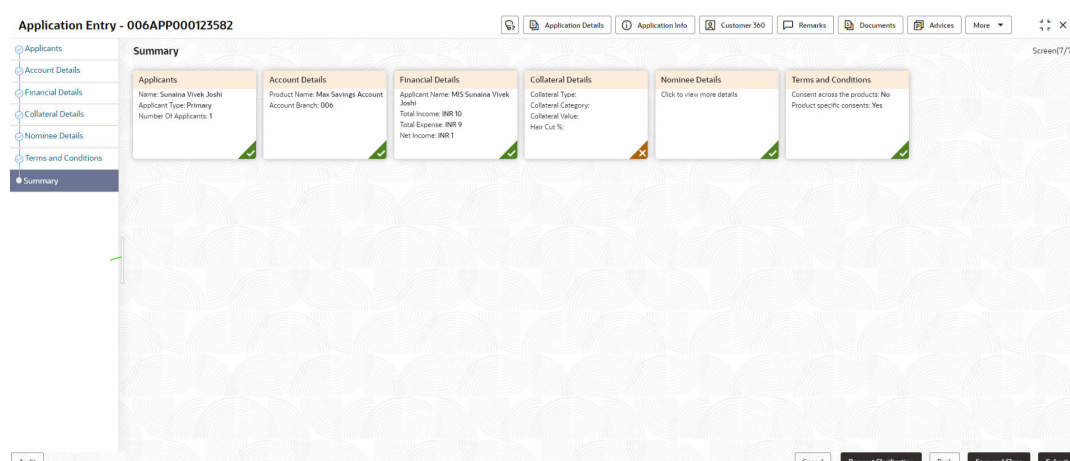 Application Entry - 006APP000123582
Application Details
Application Info
Customer 360
Remarks
Documents
Advices
More
Applicants
Account Details
Financial Details
Collateral Details
Nominee Details
Terms and Conditions
Summary
Summary
Screen(7/7
Applicants
Name: Sunaina Vivek Joshi
Applicant Type: Primary
Number Of Applicants: 1
Account Details
Product Name: Max Savings Account
Account Branch: 006
Financial Details
Applicant Name: MIS Sunaina Vivek
Joshi
Total Income: INR 10
Total Expense: INR 9
Net Income: INR 1
Collateral Details
Collateral Type:
Collateral Category:
Collateral Value:
Hair Cut %:
Nominee Details
Click to view more details
Terms and Conditions
Consent across the products: No
Product specific consents: Yes